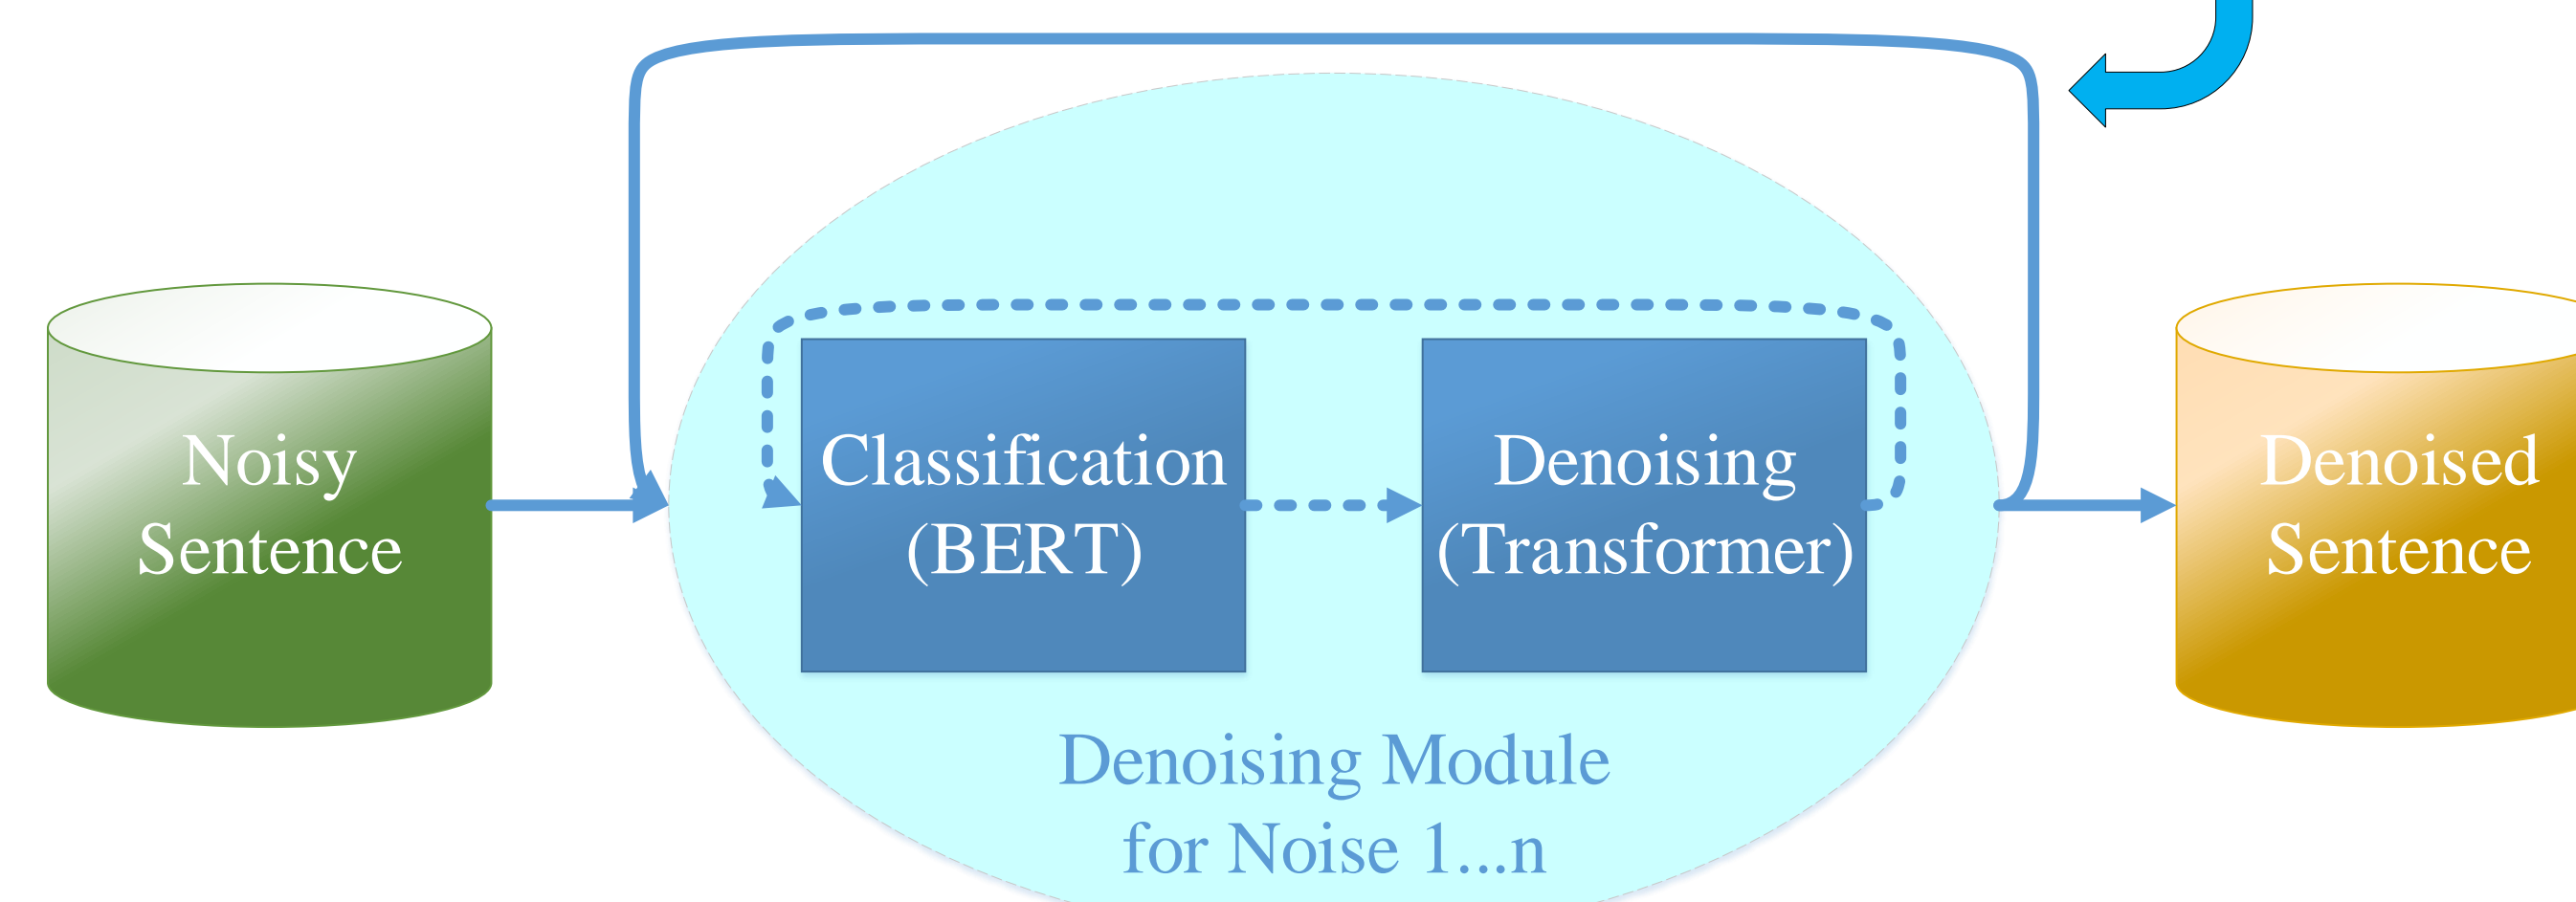 Noisy
Sentence
Classification
(BERT)
Denoising
(Transformer)
Denoising Module
for Noise 1...n
Denoised
Sentence